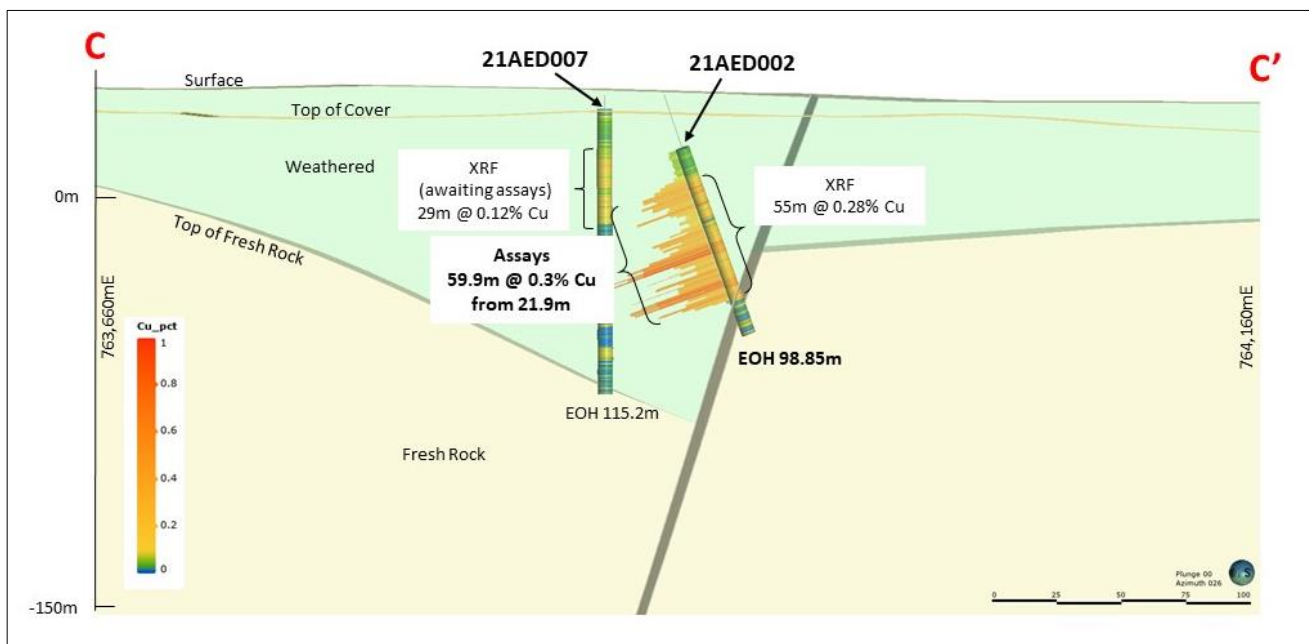 C
C'
21AED007
21AED002
Surface
Top of Cover
Weathered
XRF
(awaiting assays)
29m @ 0.12% Cu
XRF
55m @ 0.28% Cu
0m
Top of Fresh Rock
Assays
59.9m @ 0.3% Cu
from 21.9m
763,660mE
764,160mE
Cu_pct
1
0.8
0.6
0.4
0.2
0
EOH 98.85m
EOH 115.2m
Fresh Rock
-150m
Plunge 00
Azimuth 026
0 25 50 75 100